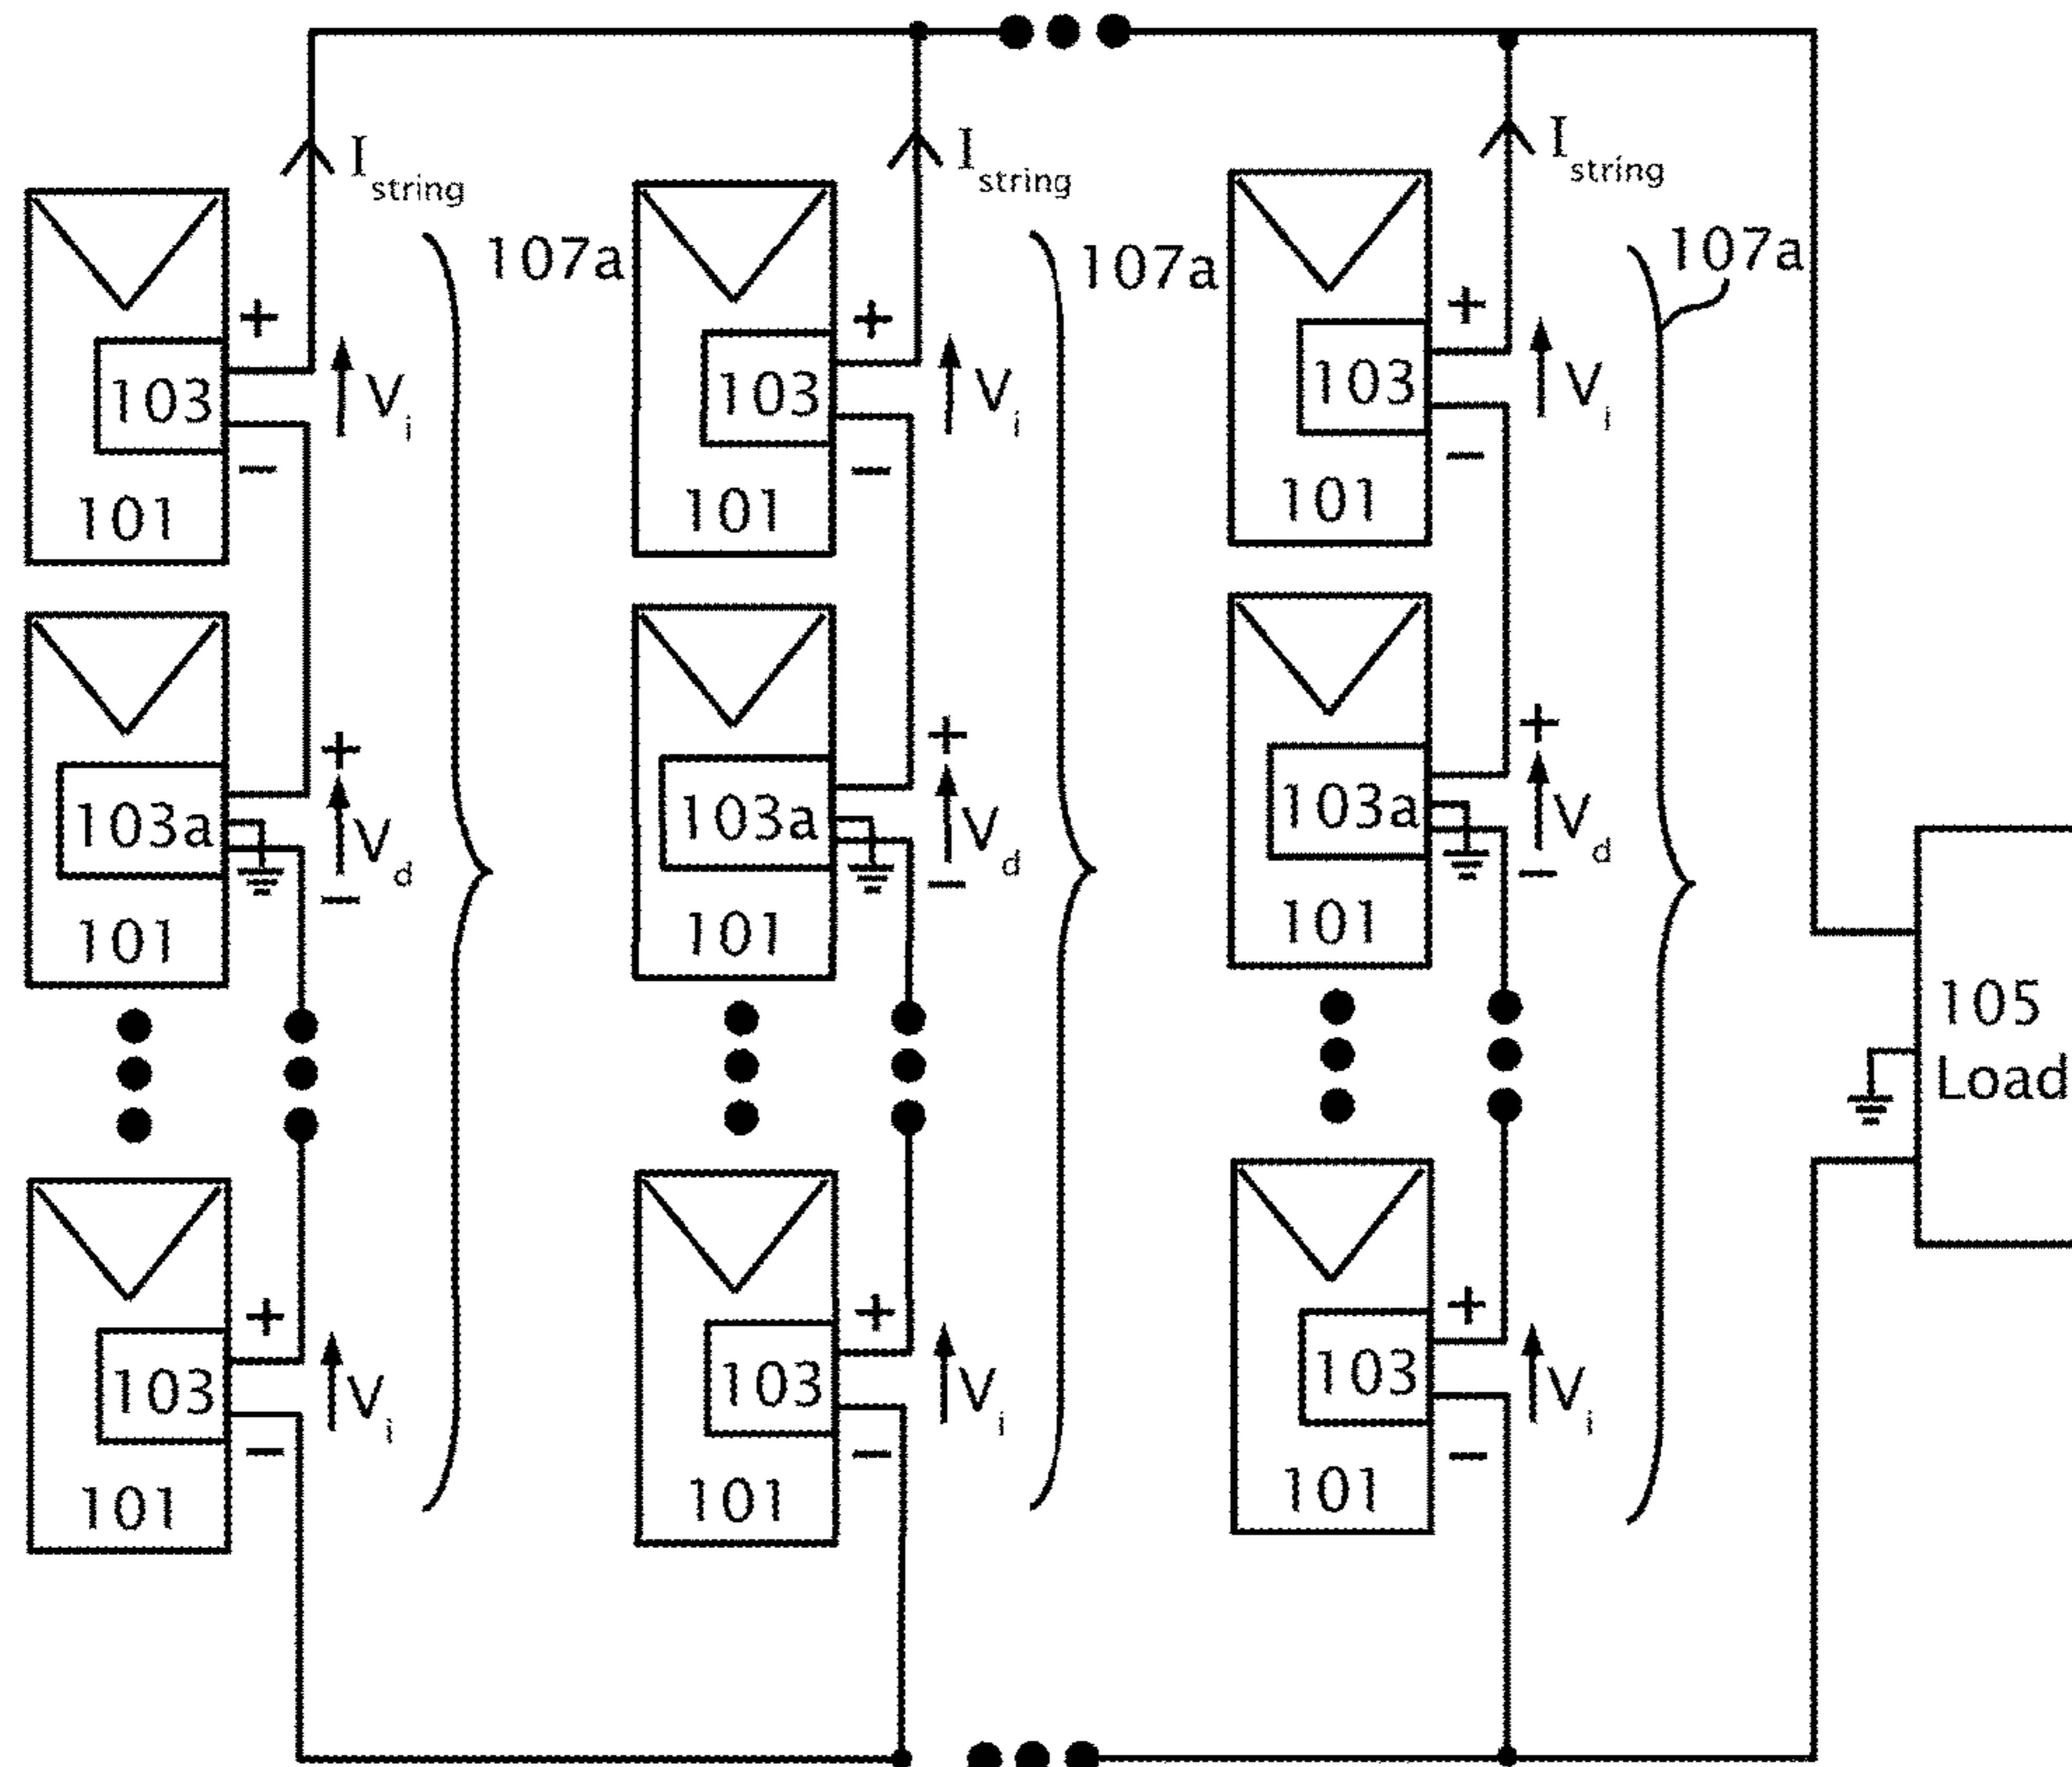 I string
I string
I string
107a
107a
107a
+
+
+
103
V i
103
V i
103
V i
−
−
−
101
101
101
+
+
+
103a
V d
103a
V d
103a
V d
−
−
−
101
101
101
105
Load
+
+
+
103
V i
103
V i
103
V i
−
−
−
101
101
101